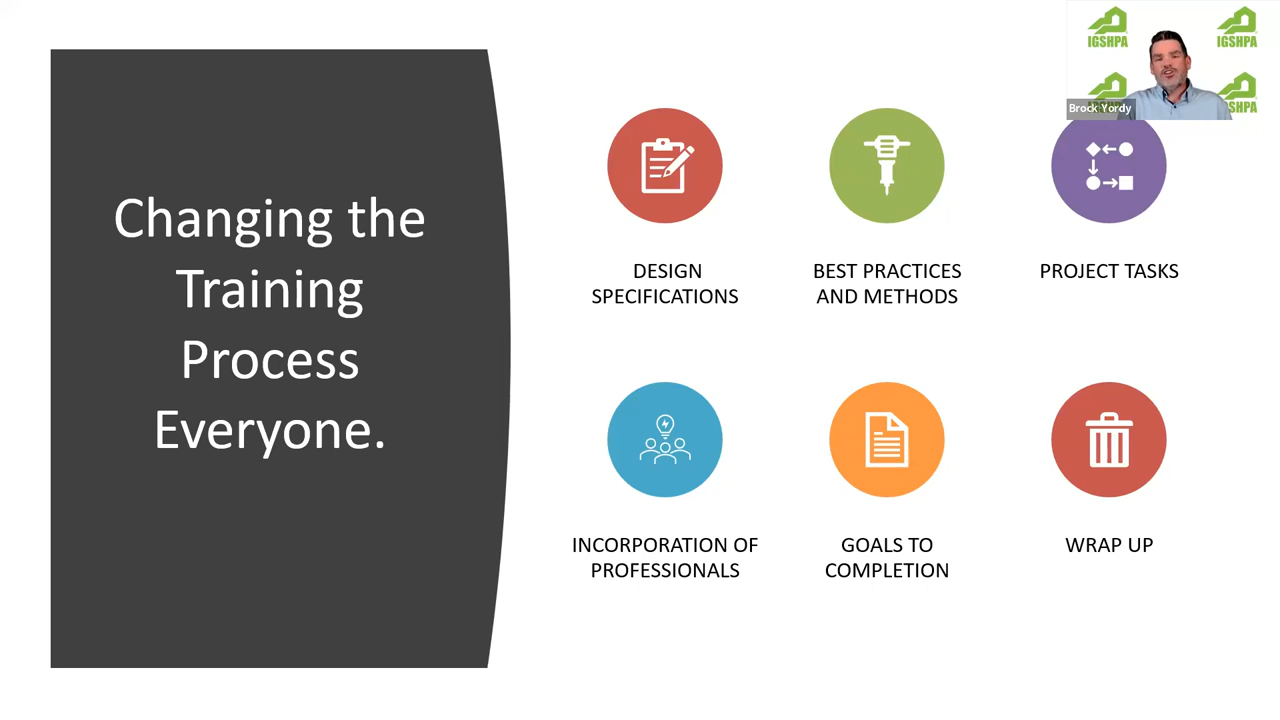 Changing the
Training
Process
Everyone.
IGSHPA
IGSHPA
IGSHPA
Brock Yordy
DESIGN
SPECIFICATIONS
BEST PRACTICES
AND METHODS
PROJECT TASKS
INCORPORATION OF
PROFESSIONALS
GOALS TO
COMPLETION
WRAP UP